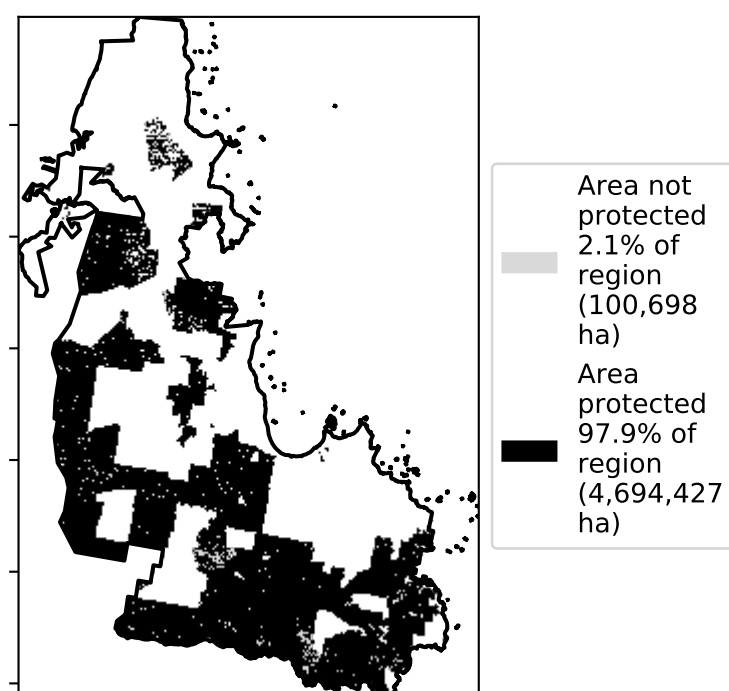 Area not
protected
2.1% of
region
(100,698
ha)
Area
protected
97.9% of
region
(4,694,427
ha)